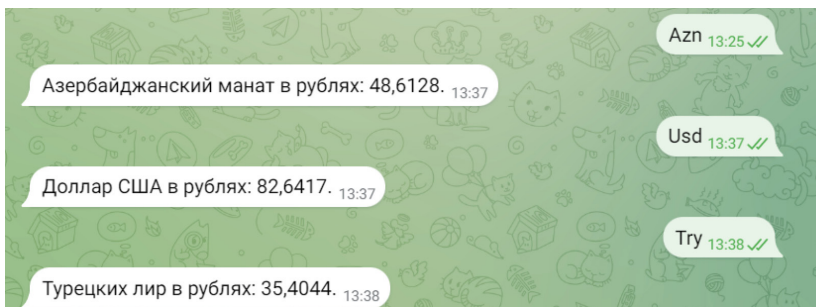 Azn 13:25
Азербайджанский манат в рублях: 48,6128. 13:37
Usd 13:37
Доллар США в рублях: 82,6417. 13:37
Try 13:38
Турецких лир в рублях: 35,4044. 13:38